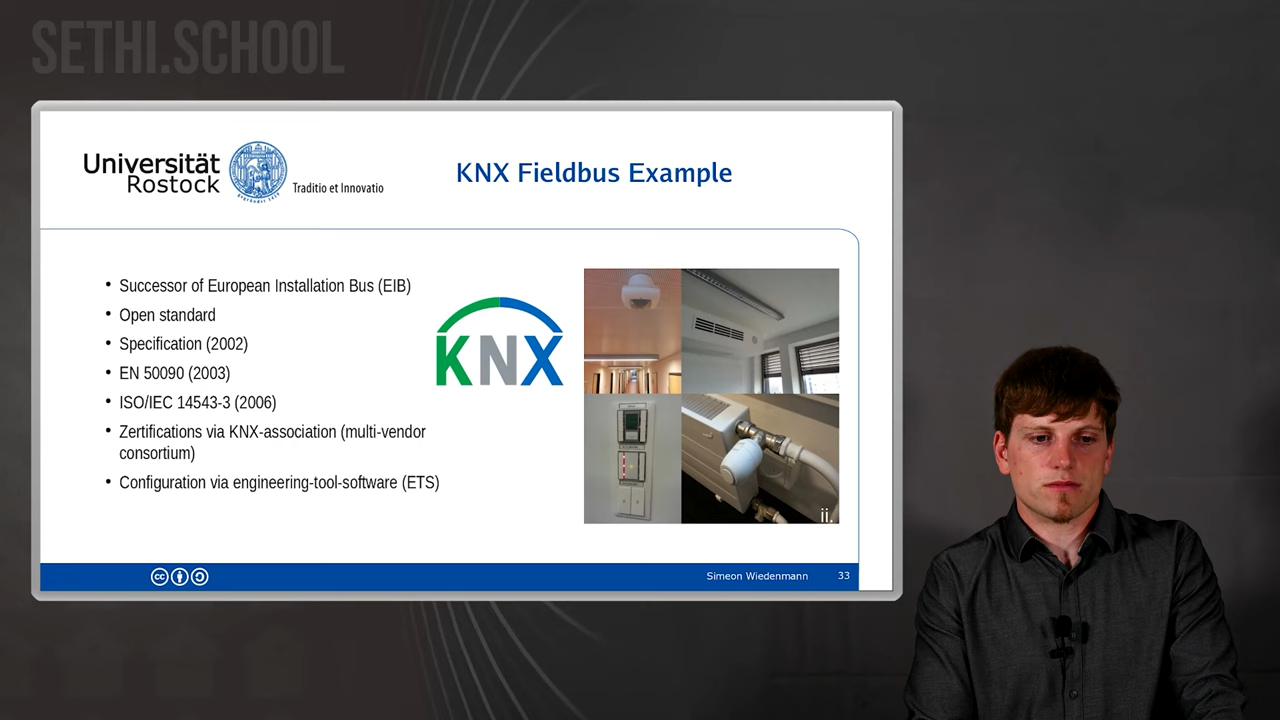 SETHI.SCHOOL
Universität
Rostock
Traditio et Innovatio
KNX Fieldbus Example
• Successor of European Installation Bus (EIB)
• Open standard
• Specification (2002)
• EN 50090 (2003)
• ISO/IEC 14543-3 (2006)
• Zertifications via KNX-association (multi-vendor
consortium)
• Configuration via engineering-tool-software (ETS)
KNX
ii.
cc
Simeon Wiedenmann
33